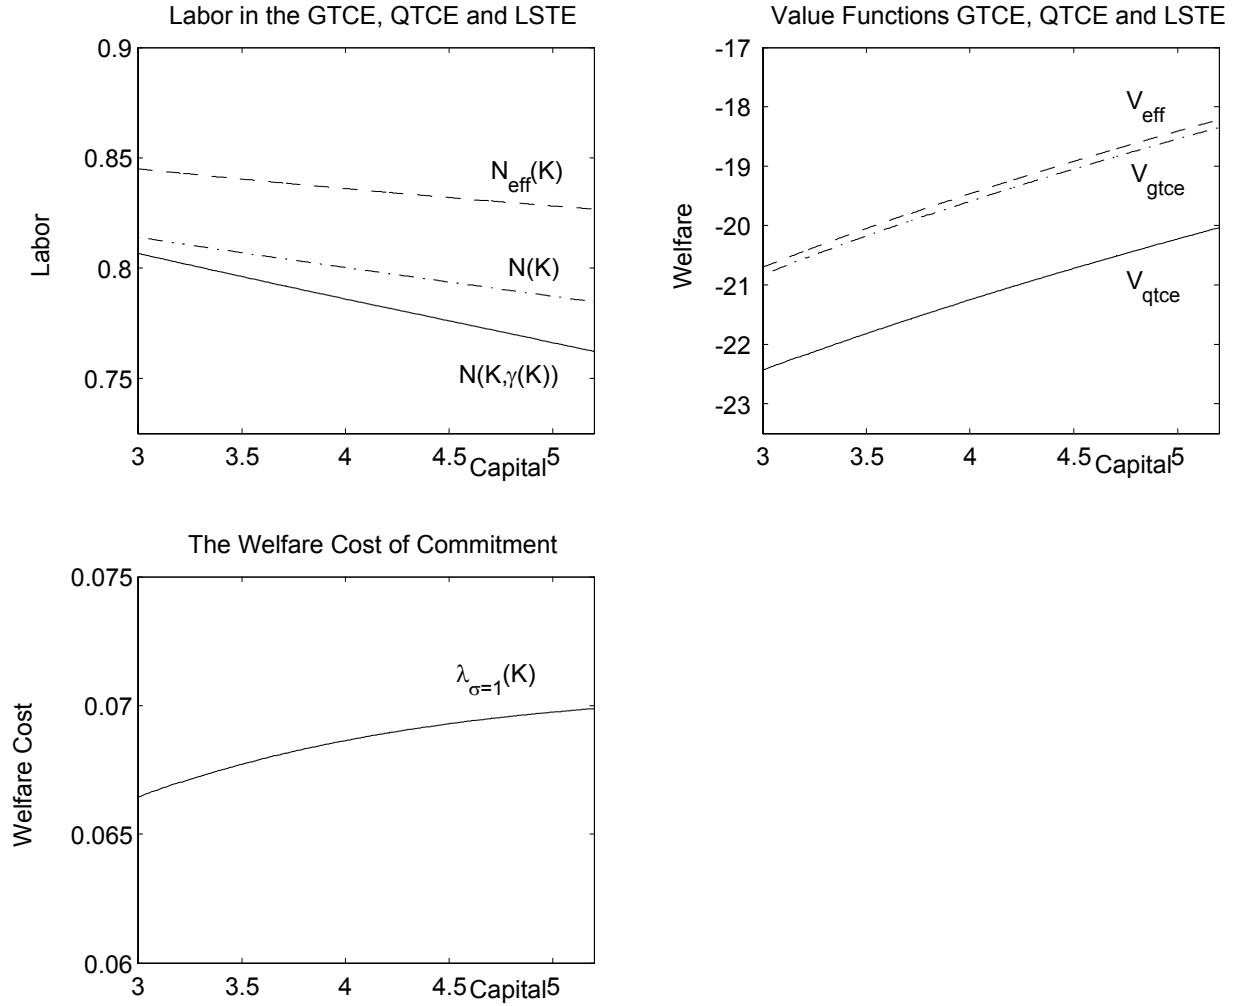 Labor in the GTCE, QTCE and LSTE
0.9
0.85
0.8
0.75
Labor
N_eff(K)
N(K)
N(K,γ(K))
3 3.5 4 4.5 Capital 5
Value Functions GTCE, QTCE and LSTE
-17
-18
-19
-20
-21
-22
-23
Welfare
V_eff
V_gtce
V_qtce
3 3.5 4 4.5 Capital 5
The Welfare Cost of Commitment
0.075
0.07
0.065
0.06
Welfare Cost
λ_σ=1(K)
3 3.5 4 4.5 Capital 5